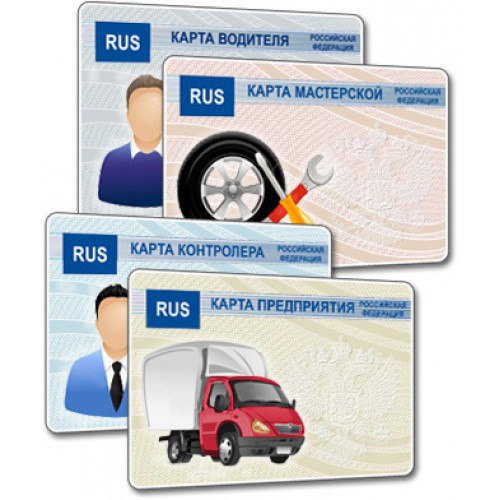 RUS КАРТА ВОДИТЕЛЯ РОССИЙСКАЯ
ФЕДЕРАЦИЯ
RUS КАРТА МАСТЕРСКОЙ РОССИЙСКАЯ
ФЕДЕРАЦИЯ
RUS КАРТА КОНТРОЛЕРА РОССИЙСКАЯ
ФЕДЕРАЦИЯ
RUS КАРТА ПРЕДПРИЯТИЯ РОССИЙСКАЯ
ФЕДЕРАЦИЯ